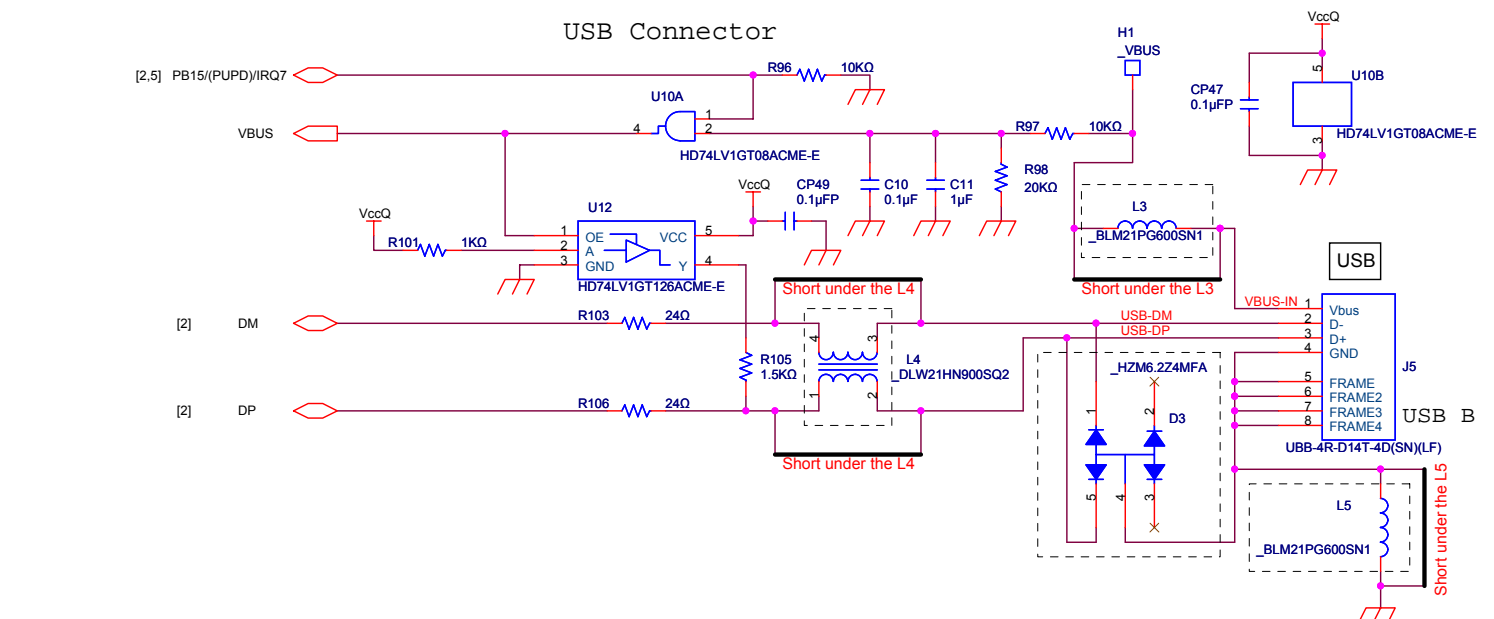 USB Connector
VccQ
H1
_VBUS
[2,5] PB15/(PUPD)/IRQ7
R96 10KΩ
5
U10B
CP47
0.1µFP
U10A
1
VBUS
4
2
R97 10KΩ
HD74LV1GT08ACME-E
3
HD74LV1GT08ACME-E
VccQ
CP49
0.1µFP
C10
0.1µF
C11
1µF
R98
20KΩ
VccQ
U12
L3
_BLM21PG600SN1
R101 1KΩ
1 OE VCC 5
2 A
3 GND Y 4
HD74LV1GT126ACME-E
USB
Short under the L4
Short under the L3
VBUS-IN 1 Vbus
[2] DM
R103 24Ω
USB-DM 2 D-
USB-DP 3 D+
4 GND
4
3
R105
1.5KΩ
L4
_DLW21HN900SQ2
_HZM6.2Z4MFA
J5
5 FRAME
6 FRAME2
7 FRAME3
8 FRAME4
1
2
[2] DP
R106 24Ω
1
2
D3
USB B
UBB-4R-D14T-4D(SN)(LF)
Short under the L4
5
4
3
L5
_BLM21PG600SN1
Short under the L5